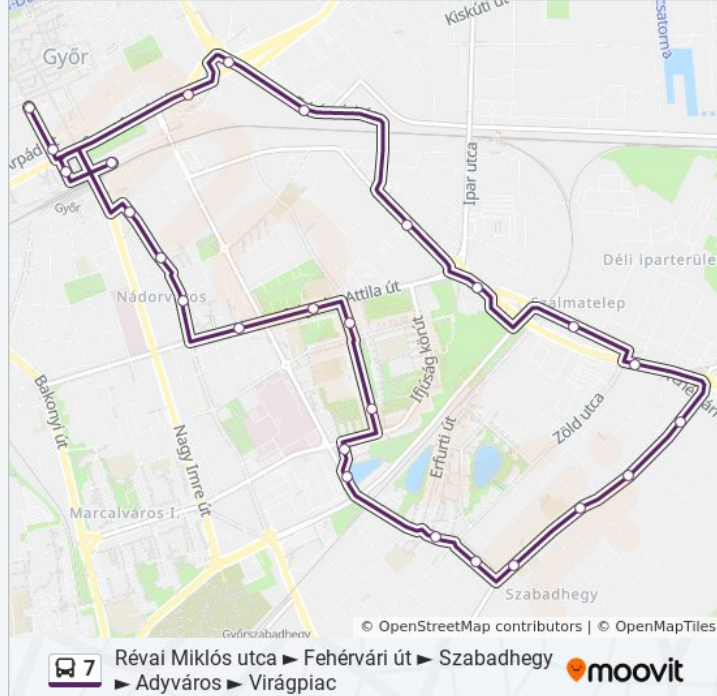 Kiskúti út
csatorna
Győr
Árpád út
Ipar utca
Győr
Déli iparterüle
Nádorváros
Attila út
Ifjúság körút
Bakonyi út
Zöld utca
Erfurti út
Nagy Imre út
Marcalváros I.
Szabadhegy
Győrszabadhegy
© OpenStreetMap contributors | © OpenMapTiles
7
Révai Miklós utca ► Fehérvári út ► Szabadhegy
► Adyváros ► Virágpiac
moovit